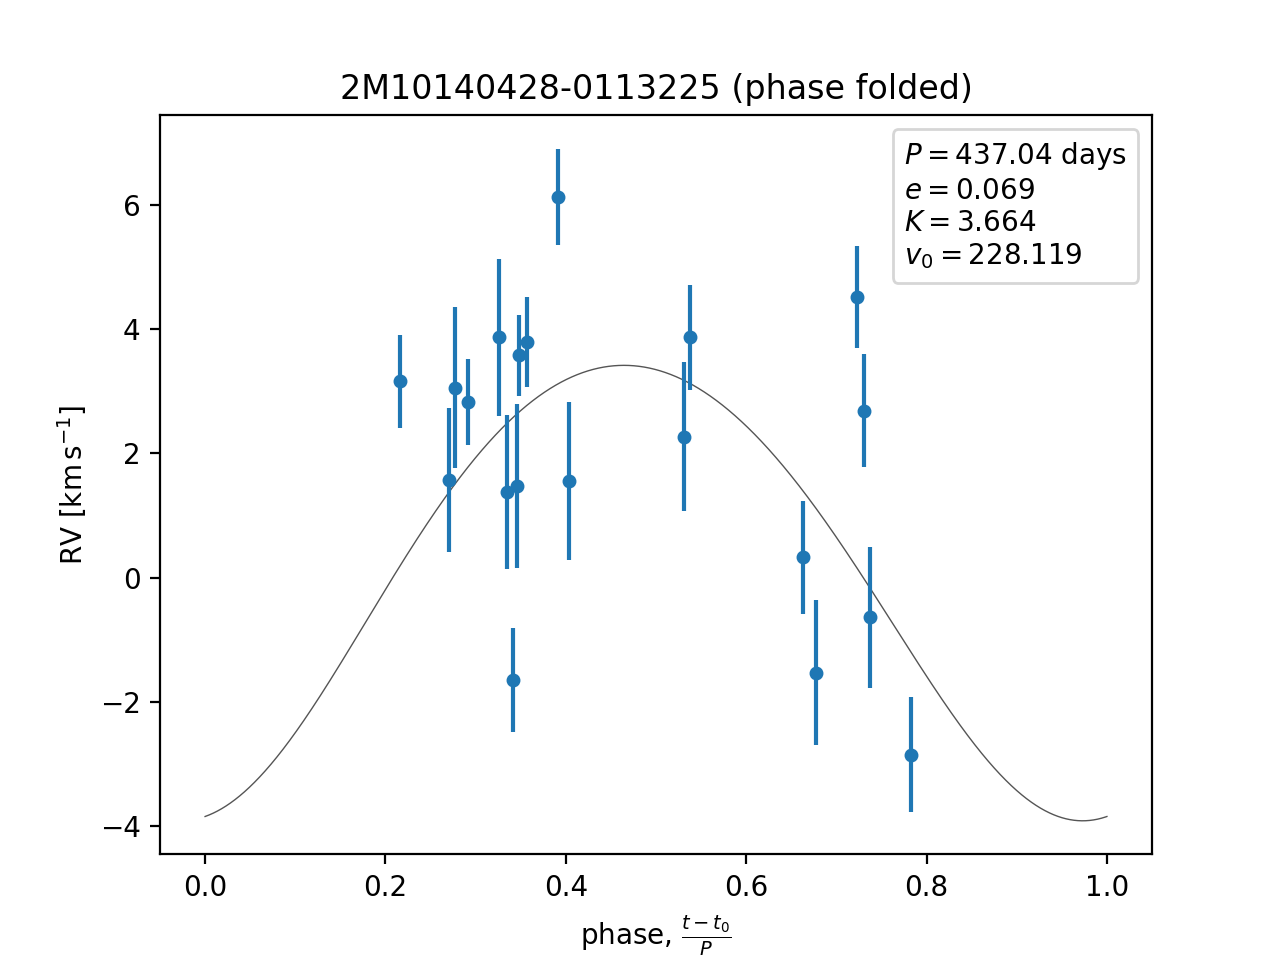 2M10140428-0113225 (phase folded)
P = 437.04 days
e = 0.069
K = 3.664
v₀ = 228.119
6
4
2
0
−2
−4
RV [km s⁻¹]
0.0 0.2 0.4 0.6 0.8 1.0
phase, (t − t₀)/P